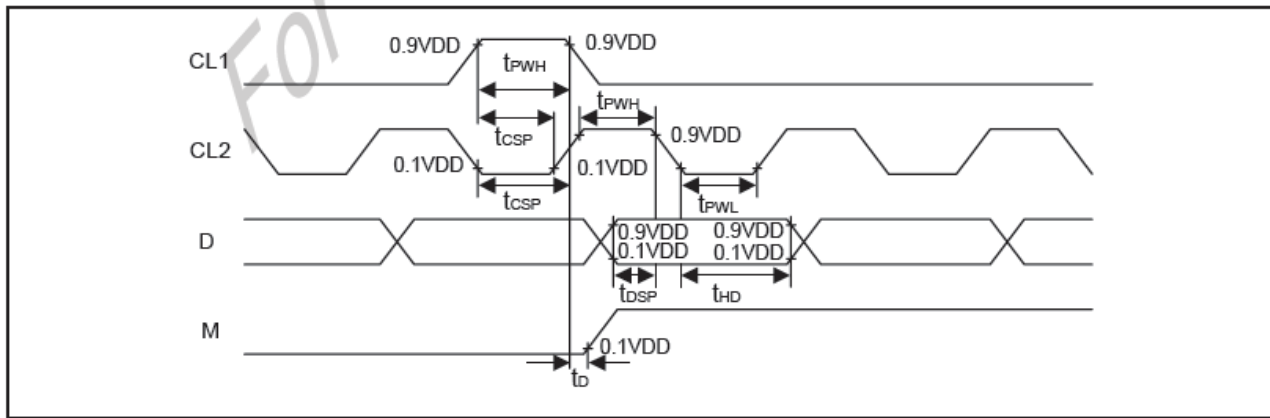 For
CL1
0.9VDD
0.9VDD
tPWH
tPWH
tCSP
CL2
0.9VDD
0.1VDD
0.1VDD
tCSP
tPWL
D
0.9VDD
0.9VDD
0.1VDD
0.1VDD
tDSP
tHD
M
0.1VDD
tD